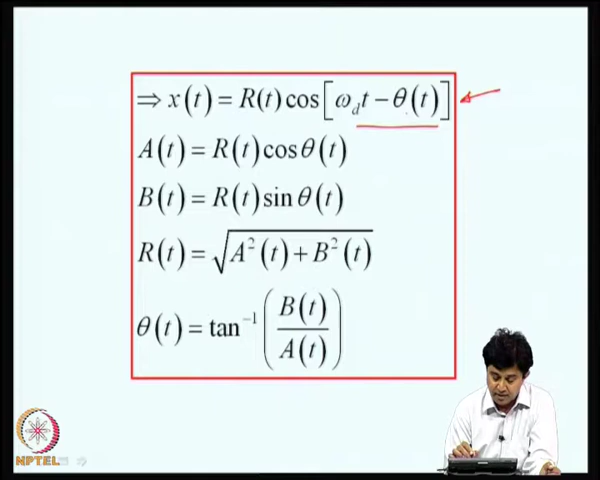 ⇒ x(t) = R(t) cos[ω_d t − θ(t)]
A(t) = R(t) cos θ(t)
B(t) = R(t) sin θ(t)
R(t) = √(A²(t) + B²(t))
θ(t) = tan⁻¹(B(t)/A(t))
NPTEL